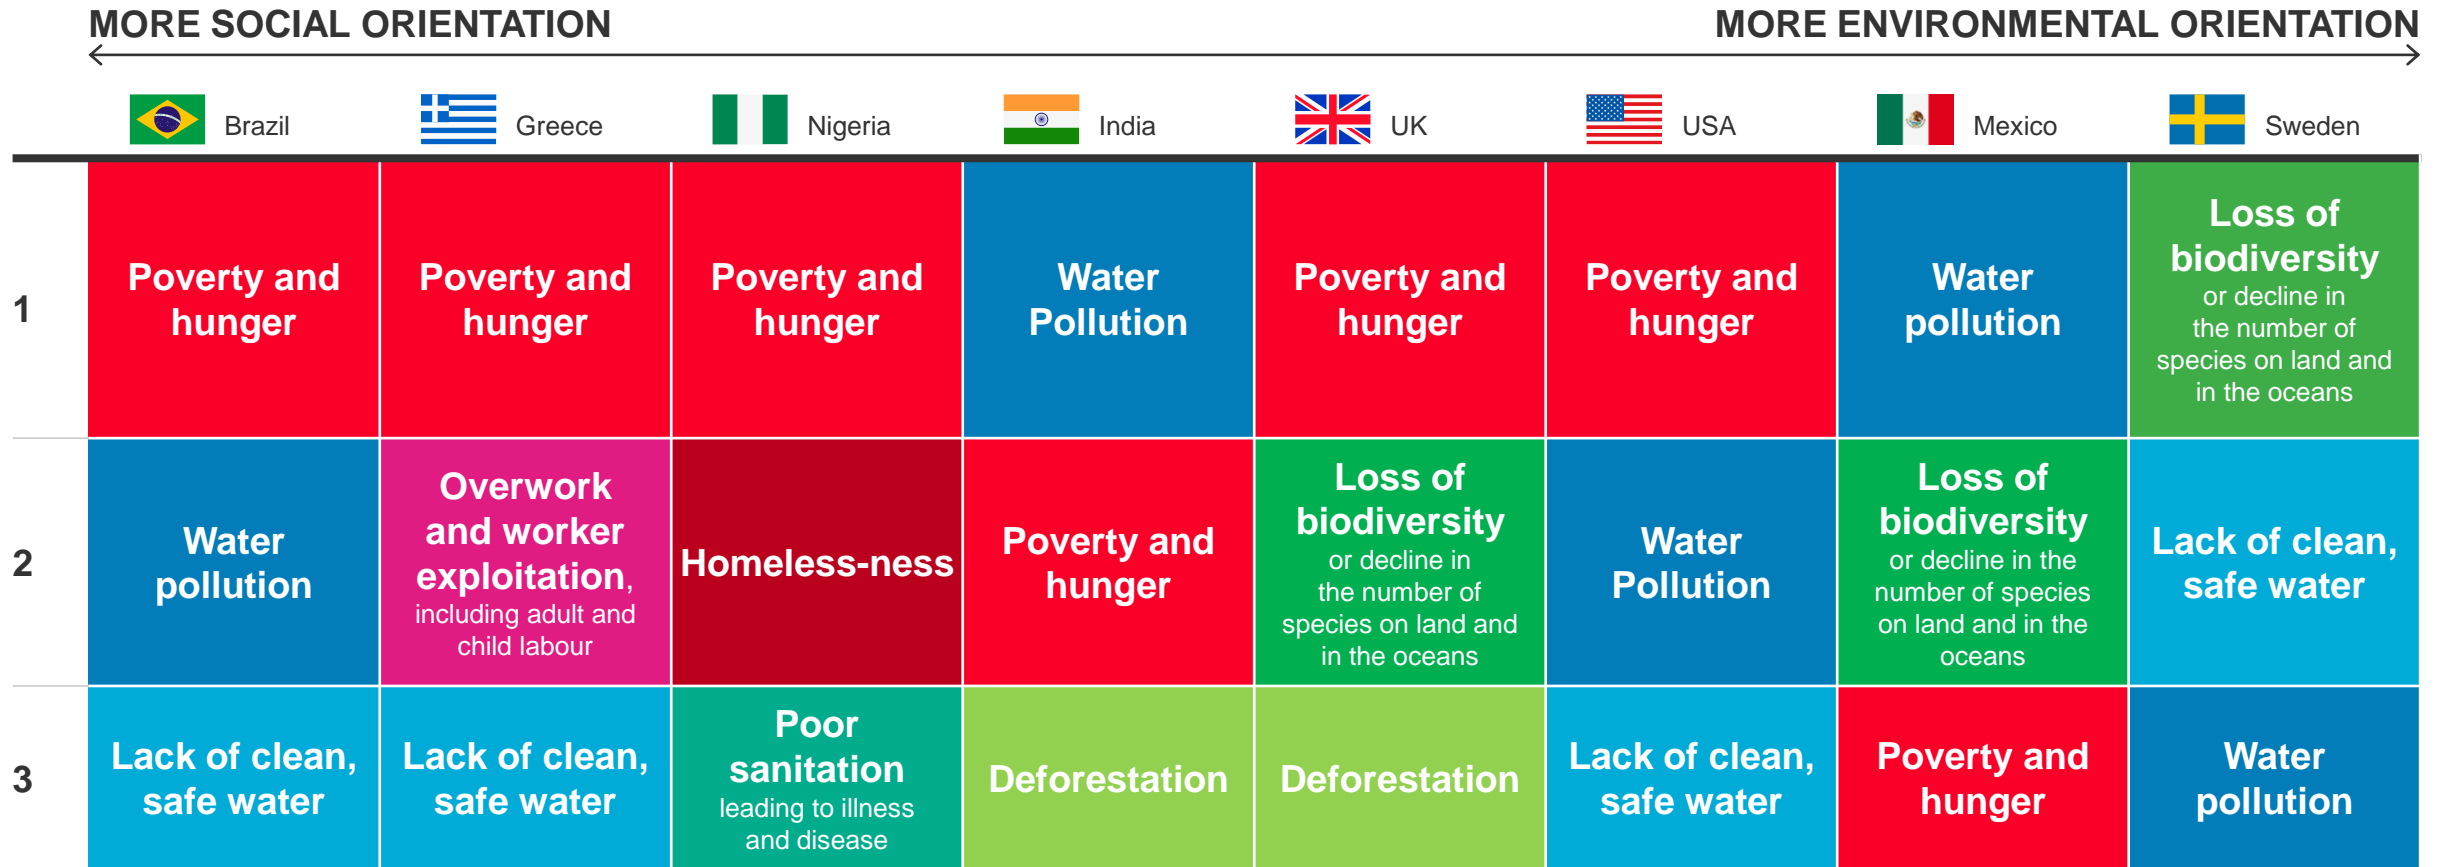 MORE SOCIAL ORIENTATION
MORE ENVIRONMENTAL ORIENTATION
Brazil
Greece
Nigeria
India
UK
USA
Mexico
Sweden
1
Poverty and
hunger
Poverty and
hunger
Poverty and
hunger
Water
Pollution
Poverty and
hunger
Poverty and
hunger
Water
pollution
Loss of
biodiversity
or decline in
the number of
species on land and
in the oceans
2
Water
pollution
Overwork
and worker
exploitation,
including adult and
child labour
Homeless-ness
Poverty and
hunger
Loss of
biodiversity
or decline in
the number of
species on land and
in the oceans
Water
Pollution
Loss of
biodiversity
or decline in the
number of species
on land and in the
oceans
Lack of clean,
safe water
3
Lack of clean,
safe water
Lack of clean,
safe water
Poor
sanitation
leading to illness
and disease
Deforestation
Deforestation
Lack of clean,
safe water
Poverty and
hunger
Water
pollution